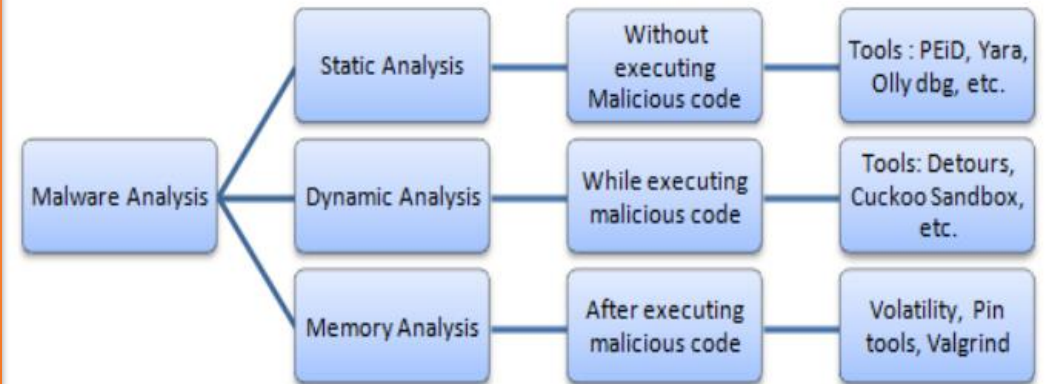 Malware Analysis
Static Analysis
Without
executing
Malicious code
Tools : PEiD, Yara,
Olly dbg, etc.
Dynamic Analysis
While executing
malicious code
Tools: Detours,
Cuckoo Sandbox,
etc.
Memory Analysis
After executing
malicious code
Volatility, Pin
tools, Valgrind